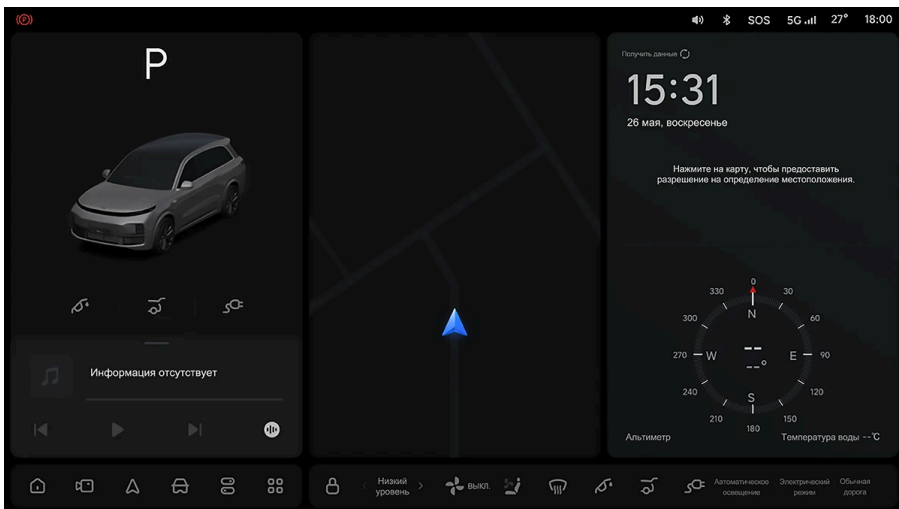 (P)
SOS
5G
27°
18:00
P
Информация отсутствует
Получить данные
15:31
26 мая, воскресенье
Нажмите на карту, чтобы предоставить
разрешение на определение местоположения.
0
330
30
N
300
60
270
W
--
E
90
--°
240
120
S
210
150
180
Альтиметр
Температура воды --°C
Низкий
уровень
ВЫКЛ.
Автоматическое
освещение
Электрический
режим
Обычная
дорога